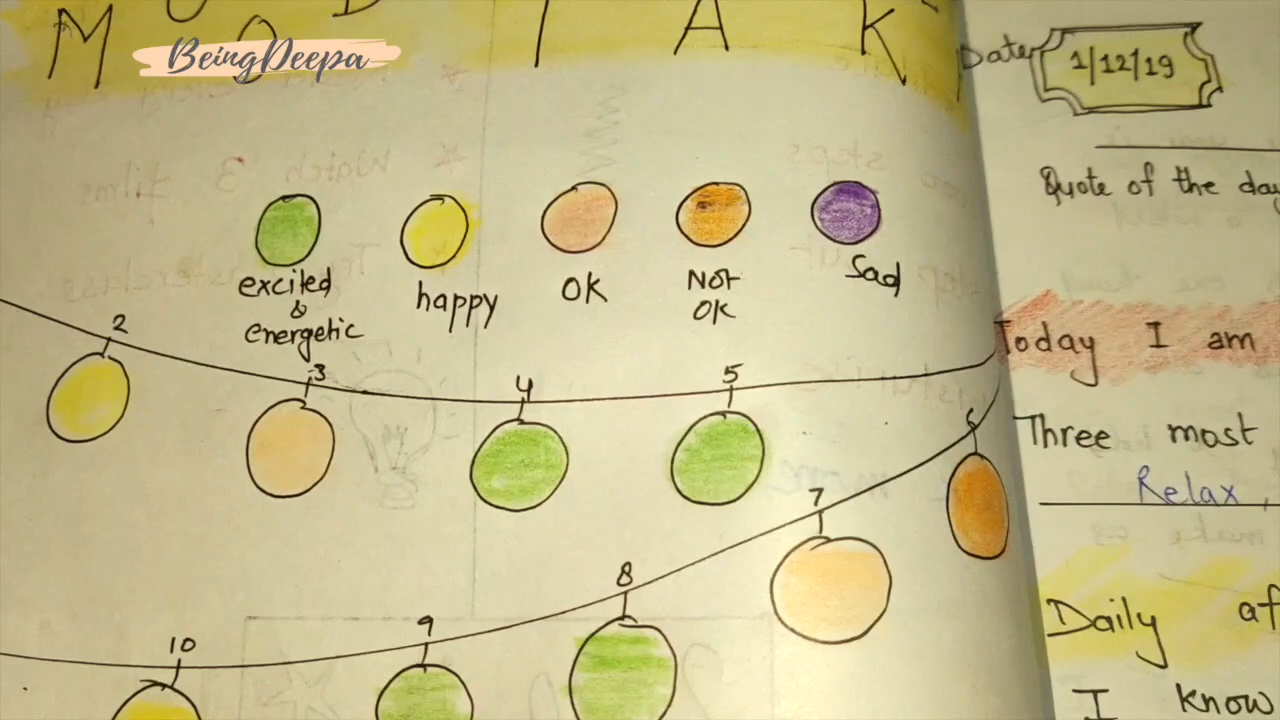 M O I A K
BeingDeepa
excited
&
energetic
happy
OK
Not
OK
Sad
2
3
4
5
6
7
8
9
10
Date
1/12/19
Quote of the day
Today I am
Three most
Relax,
Daily af
I know